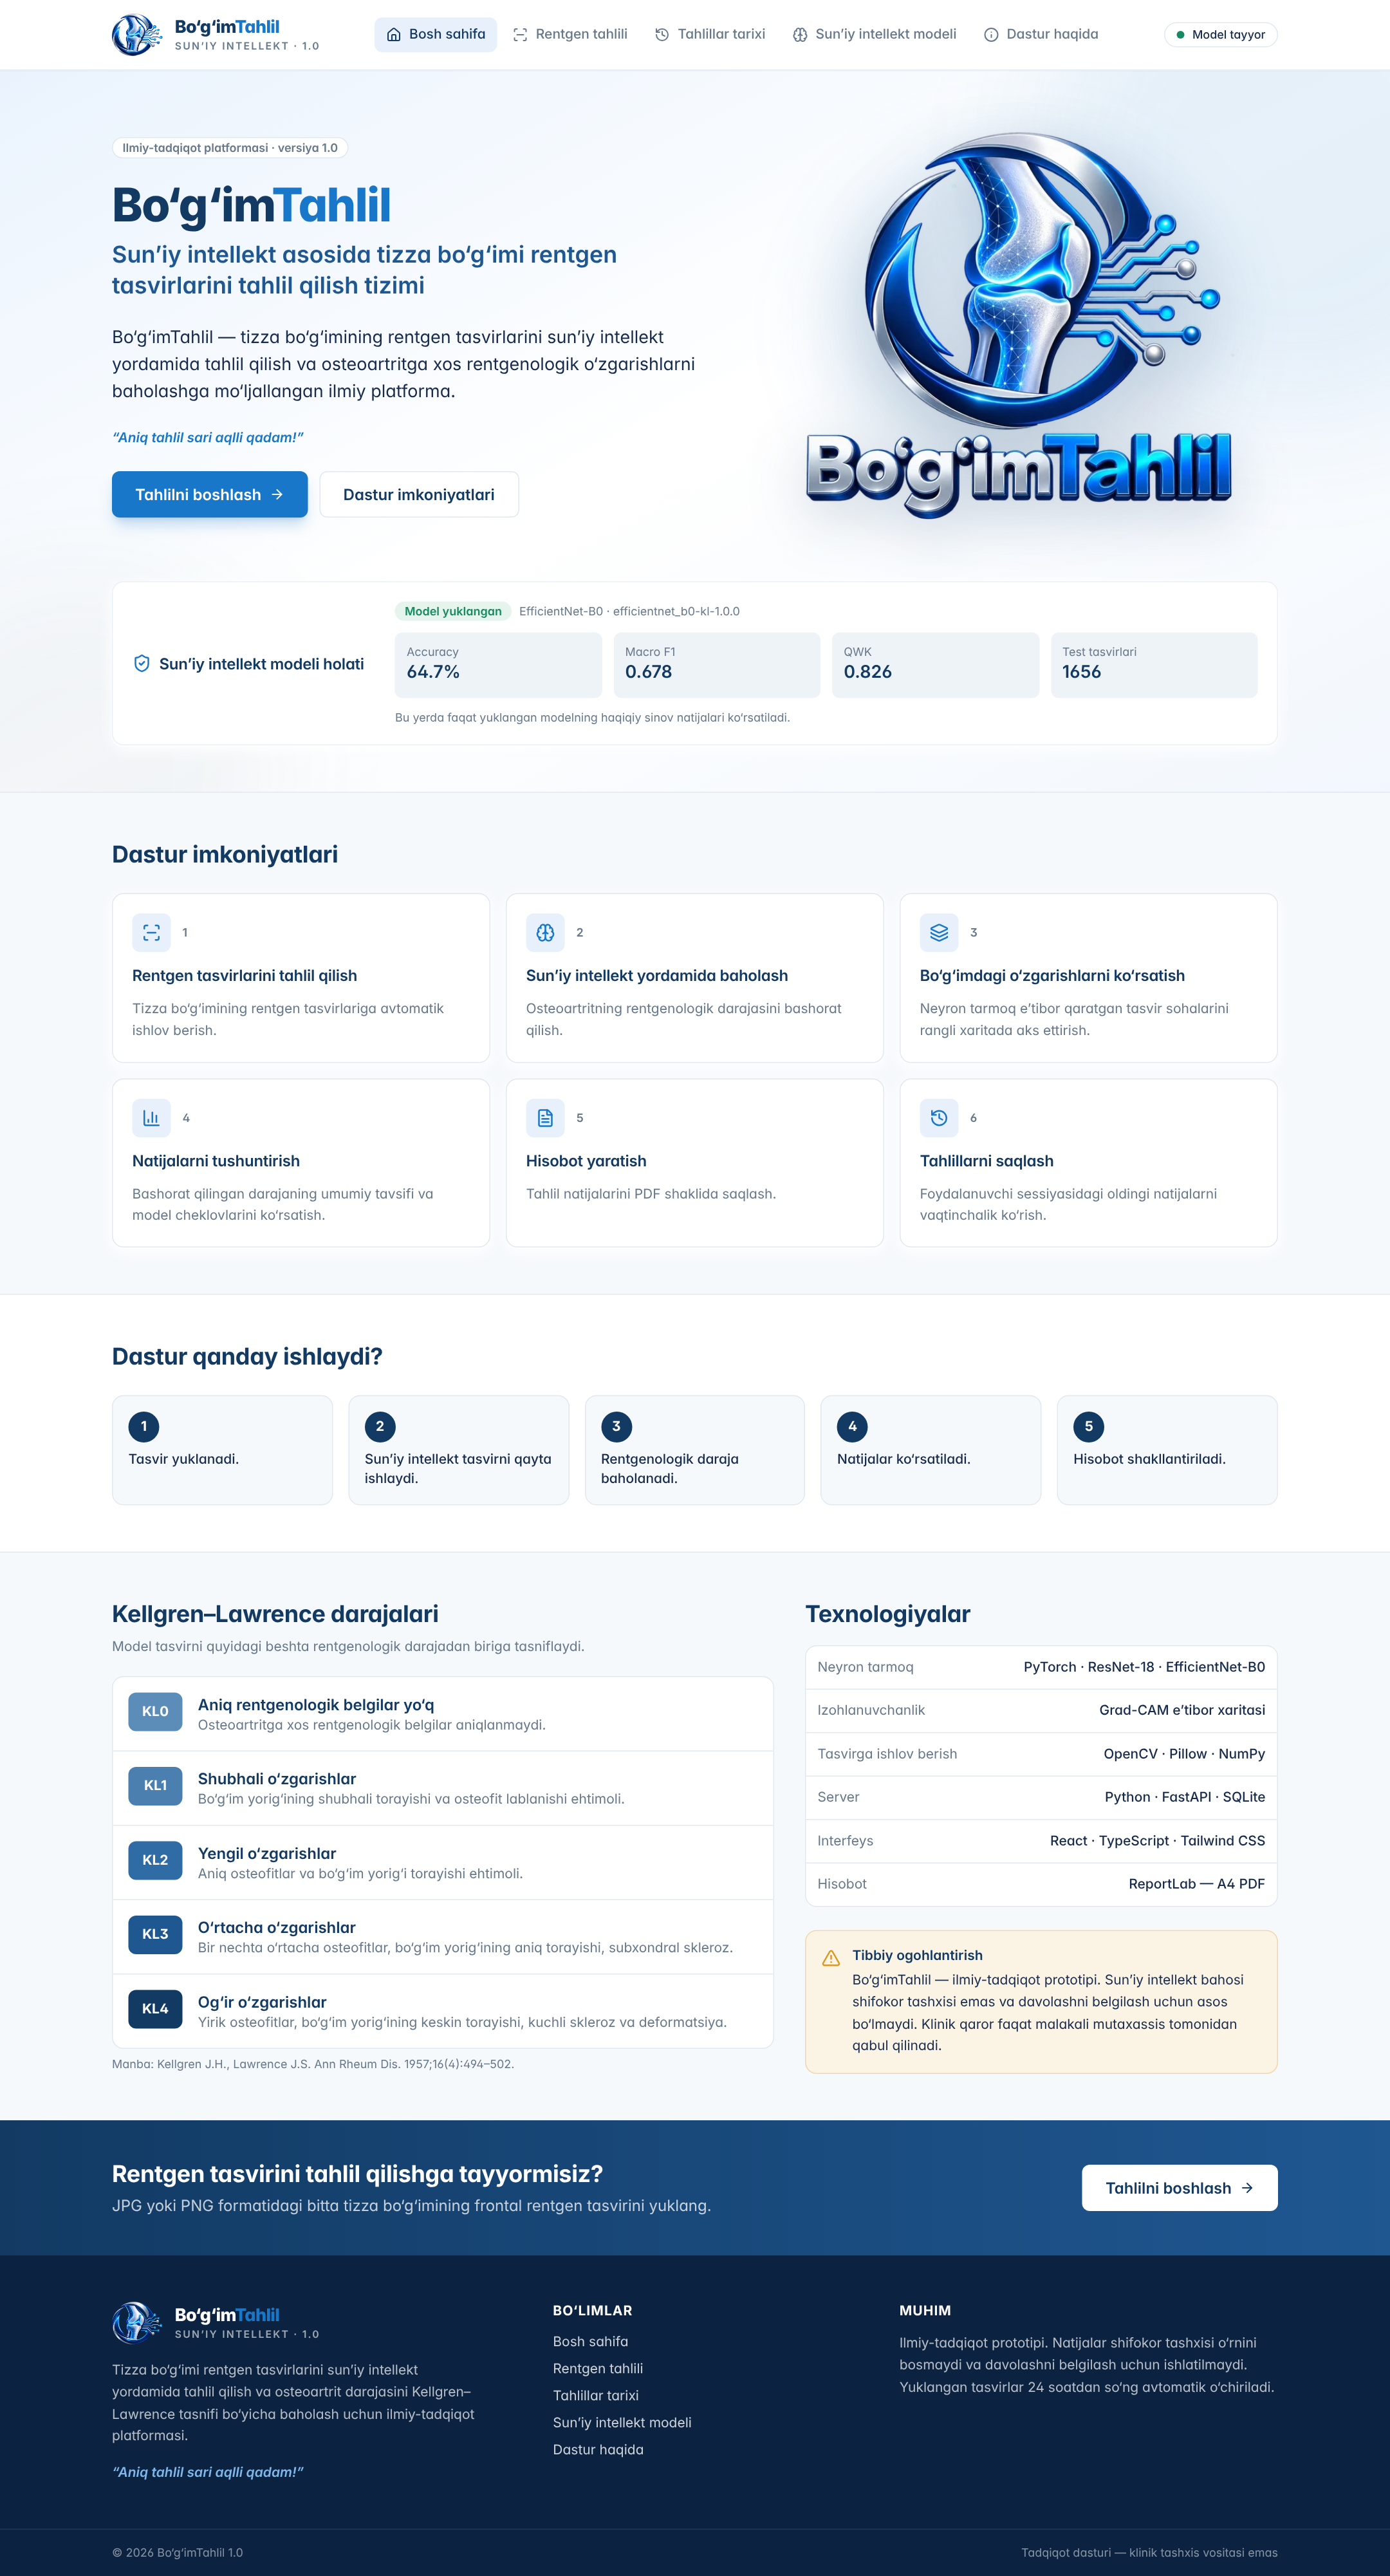 Bo‘g‘imTahlil
SUN’IY INTELLEKT · 1.0
Bosh sahifa
Rentgen tahlili
Tahlillar tarixi
Sun’iy intellekt modeli
Dastur haqida
Model tayyor
Ilmiy-tadqiqot platformasi · versiya 1.0
Bo‘g‘imTahlil
Sun’iy intellekt asosida tizza bo‘g‘imi rentgen
tasvirlarini tahlil qilish tizimi
Bo‘g‘imTahlil — tizza bo‘g‘imining rentgen tasvirlarini sun’iy intellekt
yordamida tahlil qilish va osteoartritga xos rentgenologik o‘zgarishlarni
baholashga mo‘ljallangan ilmiy platforma.
“Aniq tahlil sari aqlli qadam!”
Tahlilni boshlash
Dastur imkoniyatlari
Bo‘g‘imTahlil
Sun’iy intellekt modeli holati
Model yuklangan
EfficientNet-B0 · efficientnet_b0-kl-1.0.0
Accuracy
64.7%
Macro F1
0.678
QWK
0.826
Test tasvirlari
1656
Bu yerda faqat yuklangan modelning haqiqiy sinov natijalari ko‘rsatiladi.
Dastur imkoniyatlari
1
Rentgen tasvirlarini tahlil qilish
Tizza bo‘g‘imining rentgen tasvirlariga avtomatik
ishlov berish.
2
Sun’iy intellekt yordamida baholash
Osteoartritning rentgenologik darajasini bashorat
qilish.
3
Bo‘g‘imdagi o‘zgarishlarni ko‘rsatish
Neyron tarmoq e’tibor qaratgan tasvir sohalarini
rangli xaritada aks ettirish.
4
Natijalarni tushuntirish
Bashorat qilingan darajaning umumiy tavsifi va
model cheklovlarini ko‘rsatish.
5
Hisobot yaratish
Tahlil natijalarini PDF shaklida saqlash.
6
Tahlillarni saqlash
Foydalanuvchi sessiyasidagi oldingi natijalarni
vaqtinchalik ko‘rish.
Dastur qanday ishlaydi?
1
Tasvir yuklanadi.
2
Sun’iy intellekt tasvirni qayta
ishlaydi.
3
Rentgenologik daraja
baholanadi.
4
Natijalar ko‘rsatiladi.
5
Hisobot shakllantiriladi.
Kellgren–Lawrence darajalari
Model tasvirni quyidagi beshta rentgenologik darajadan biriga tasniflaydi.
KL0
Aniq rentgenologik belgilar yo‘q
Osteoartritga xos rentgenologik belgilar aniqlanmaydi.
KL1
Shubhali o‘zgarishlar
Bo‘g‘im yorig‘ining shubhali torayishi va osteofit lablanishi ehtimoli.
KL2
Yengil o‘zgarishlar
Aniq osteofitlar va bo‘g‘im yorig‘i torayishi ehtimoli.
KL3
O‘rtacha o‘zgarishlar
Bir nechta o‘rtacha osteofitlar, bo‘g‘im yorig‘ining aniq torayishi, subxondral skleroz.
KL4
Og‘ir o‘zgarishlar
Yirik osteofitlar, bo‘g‘im yorig‘ining keskin torayishi, kuchli skleroz va deformatsiya.
Manba: Kellgren J.H., Lawrence J.S. Ann Rheum Dis. 1957;16(4):494–502.
Texnologiyalar
Neyron tarmoq PyTorch · ResNet-18 · EfficientNet-B0
Izohlanuvchanlik Grad-CAM e’tibor xaritasi
Tasvirga ishlov berish OpenCV · Pillow · NumPy
Server Python · FastAPI · SQLite
Interfeys React · TypeScript · Tailwind CSS
Hisobot ReportLab — A4 PDF
Tibbiy ogohlantirish
Bo‘g‘imTahlil — ilmiy-tadqiqot prototipi. Sun’iy intellekt bahosi
shifokor tashxisi emas va davolashni belgilash uchun asos
bo‘lmaydi. Klinik qaror faqat malakali mutaxassis tomonidan
qabul qilinadi.
Rentgen tasvirini tahlil qilishga tayyormisiz?
JPG yoki PNG formatidagi bitta tizza bo‘g‘imining frontal rentgen tasvirini yuklang.
Tahlilni boshlash
Bo‘g‘imTahlil
SUN’IY INTELLEKT · 1.0
Tizza bo‘g‘imi rentgen tasvirlarini sun’iy intellekt
yordamida tahlil qilish va osteoartrit darajasini Kellgren–
Lawrence tasnifi bo‘yicha baholash uchun ilmiy-tadqiqot
platformasi.
“Aniq tahlil sari aqlli qadam!”
BO‘LIMLAR
Bosh sahifa
Rentgen tahlili
Tahlillar tarixi
Sun’iy intellekt modeli
Dastur haqida
MUHIM
Ilmiy-tadqiqot prototipi. Natijalar shifokor tashxisi o‘rnini
bosmaydi va davolashni belgilash uchun ishlatilmaydi.
Yuklangan tasvirlar 24 soatdan so‘ng avtomatik o‘chiriladi.
© 2026 Bo‘g‘imTahlil 1.0
Tadqiqot dasturi — klinik tashxis vositasi emas